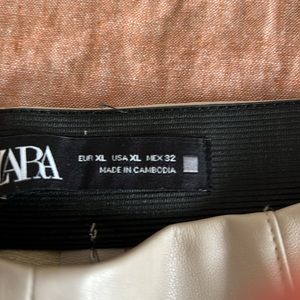 ZARA
EUR XL USA XL MEX 32
MADE IN CAMBODIA